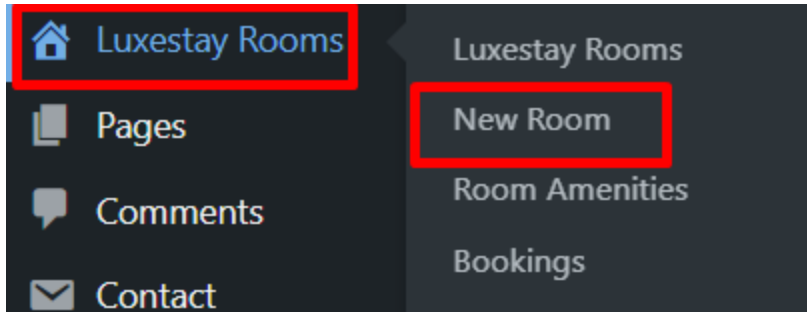 Luxestay Rooms
Pages
Comments
Contact
Luxestay Rooms
New Room
Room Amenities
Bookings